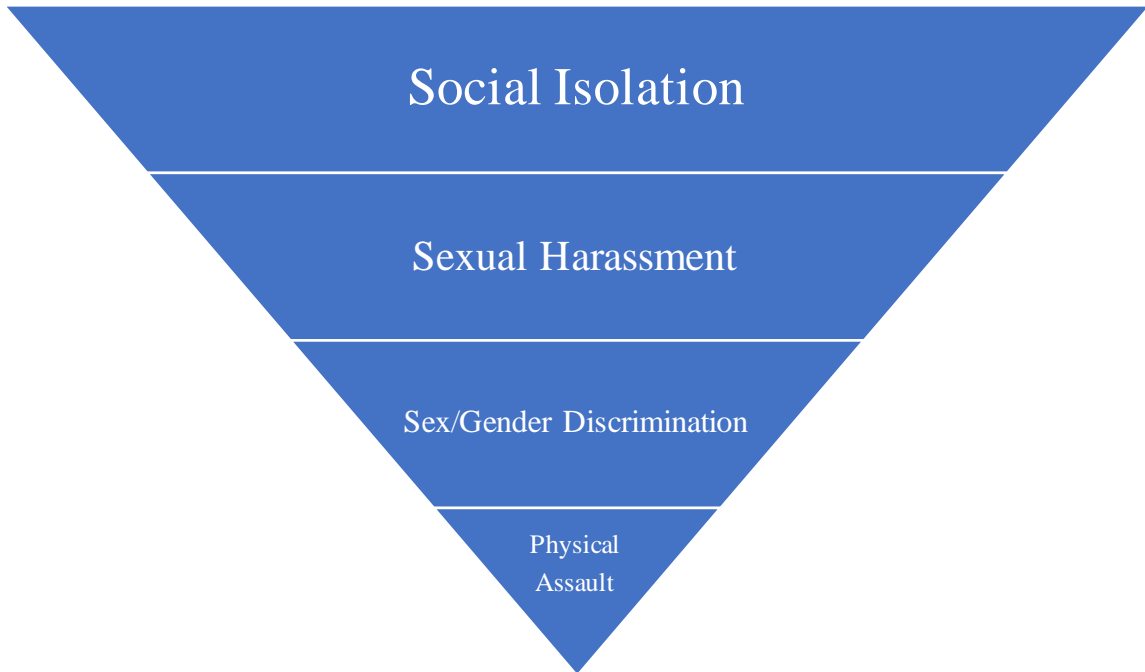 Social Isolation
Sexual Harassment
Sex/Gender Discrimination
Physical
Assault